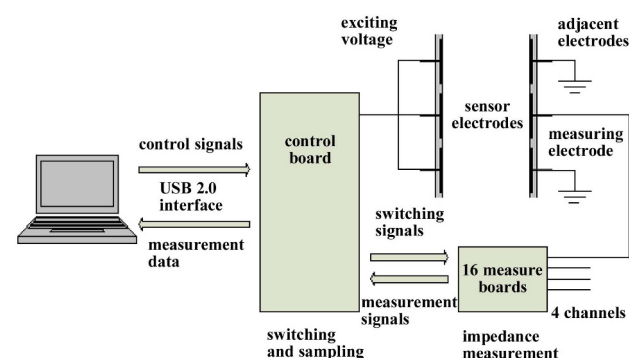 exciting
voltage
adjacent
electrodes
sensor
electrodes
measuring
electrode
control signals
control
board
USB 2.0
interface
measurement
data
switching
signals
16 measure
boards
measurement
signals
4 channels
switching
and sampling
impedance
measurement